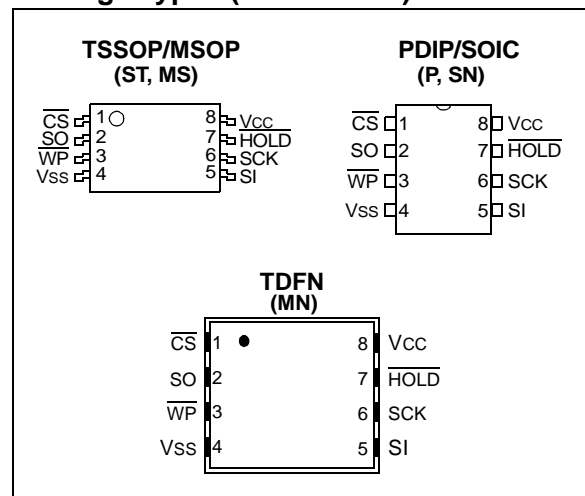 TSSOP/MSOP
(ST, MS)
CS 1 8 VCC
SO 2 7 HOLD
WP 3 6 SCK
VSS 4 5 SI
PDIP/SOIC
(P, SN)
CS 1 8 VCC
SO 2 7 HOLD
WP 3 6 SCK
VSS 4 5 SI
TDFN
(MN)
CS 1 8 VCC
SO 2 7 HOLD
WP 3 6 SCK
VSS 4 5 SI